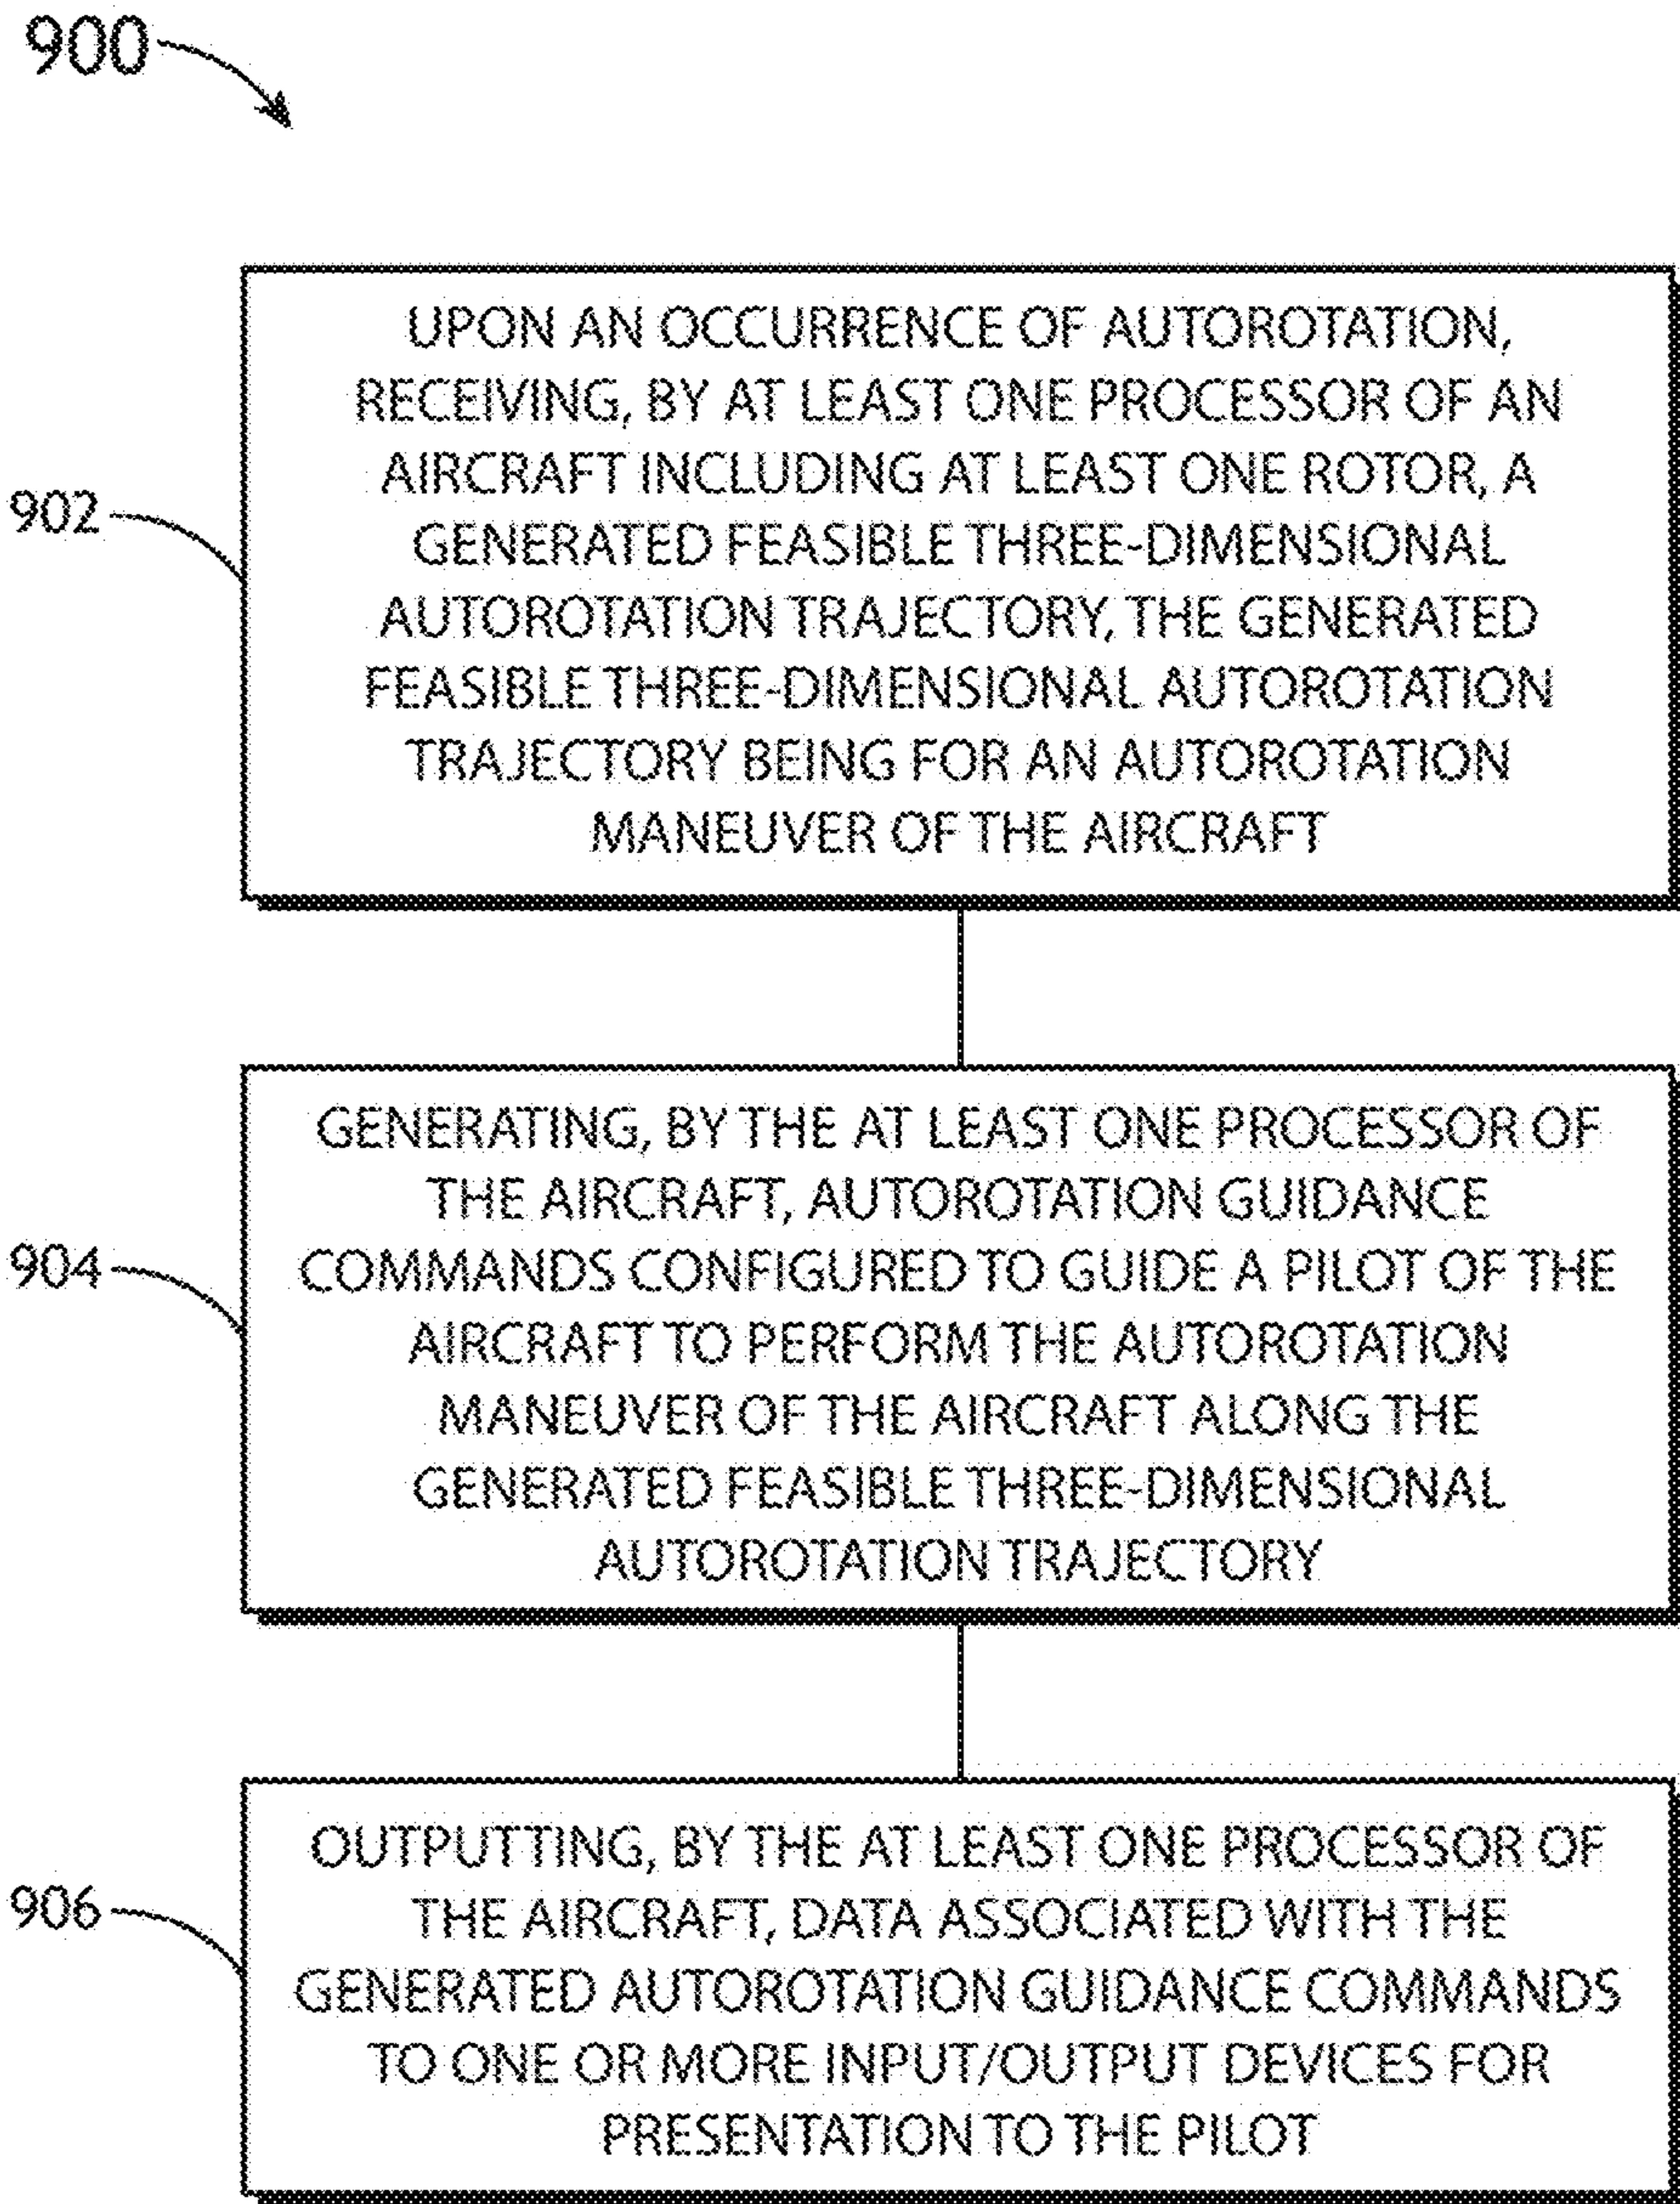 900
UPON AN OCCURRENCE OF AUTOROTATION,
RECEIVING, BY AT LEAST ONE PROCESSOR OF AN
AIRCRAFT INCLUDING AT LEAST ONE ROTOR, A
GENERATED FEASIBLE THREE-DIMENSIONAL
AUTOROTATION TRAJECTORY, THE GENERATED
FEASIBLE THREE-DIMENSIONAL AUTOROTATION
TRAJECTORY BEING FOR AN AUTOROTATION
MANEUVER OF THE AIRCRAFT
902
GENERATING, BY THE AT LEAST ONE PROCESSOR OF
THE AIRCRAFT, AUTOROTATION GUIDANCE
COMMANDS CONFIGURED TO GUIDE A PILOT OF THE
AIRCRAFT TO PERFORM THE AUTOROTATION
MANEUVER OF THE AIRCRAFT ALONG THE
GENERATED FEASIBLE THREE-DIMENSIONAL
AUTOROTATION TRAJECTORY
904
OUTPUTTING, BY THE AT LEAST ONE PROCESSOR OF
THE AIRCRAFT, DATA ASSOCIATED WITH THE
GENERATED AUTOROTATION GUIDANCE COMMANDS
TO ONE OR MORE INPUT/OUTPUT DEVICES FOR
PRESENTATION TO THE PILOT
906